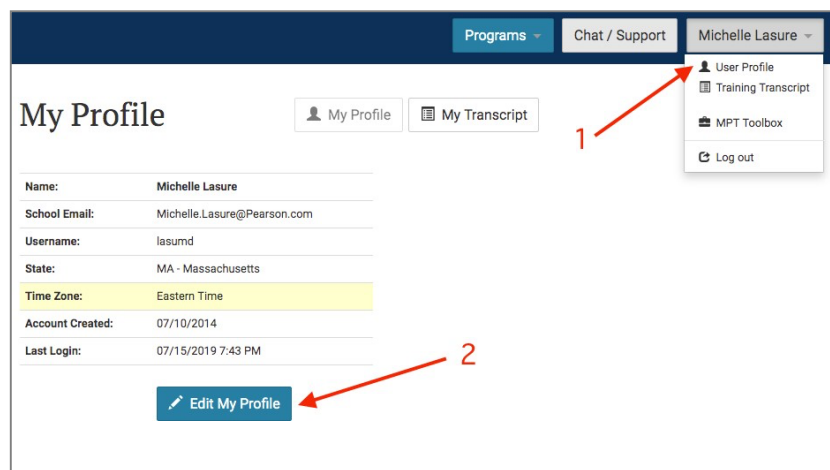 Programs
Chat / Support
Michelle Lasure
User Profile
Training Transcript
MPT Toolbox
Log out
1
My Profile
My Profile
My Transcript
Name: Michelle Lasure
School Email: Michelle.Lasure@Pearson.com
Username: lasumd
State: MA - Massachusetts
Time Zone: Eastern Time
Account Created: 07/10/2014
Last Login: 07/15/2019 7:43 PM
2
Edit My Profile